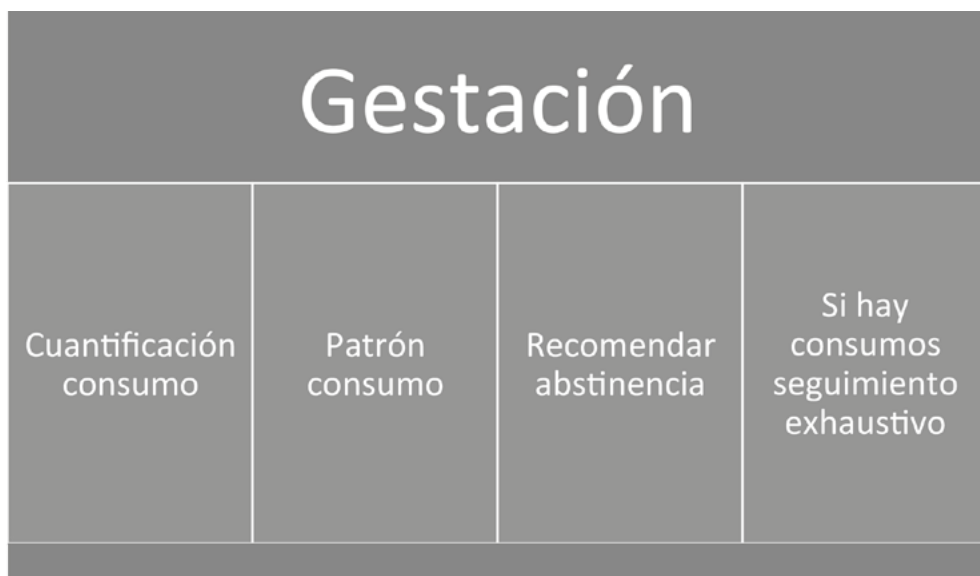 Gestación
Cuantificación
consumo
Patrón
consumo
Recomendar
abstinencia
Si hay
consumos
seguimiento
exhaustivo